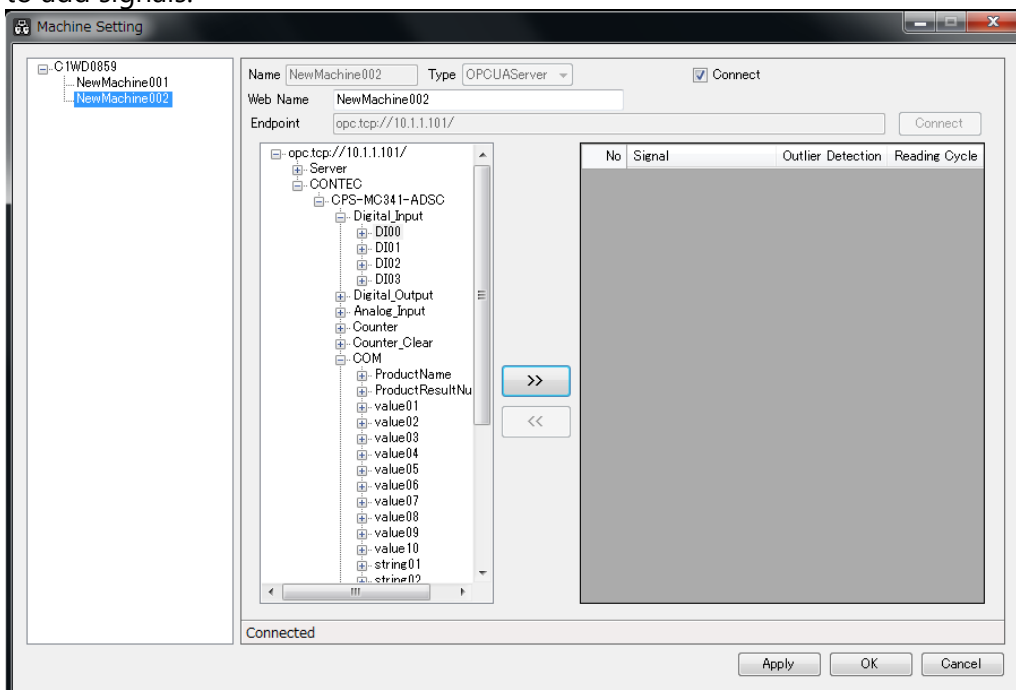 to add signals.
Machine Setting
C1WD0859
NewMachine001
NewMachine002
Name NewMachine002 Type OPCUAServer Connect
Web Name NewMachine002
Endpoint opc.tcp://10.1.1.101/ Connect
opc.tcp://10.1.1.101/
Server
CONTEC
CPS-MC341-ADSC
Digital_Input
DI00
DI01
DI02
DI03
Digital_Output
Analog_Input
Counter
Counter_Clear
COM
ProductName
ProductResultNu
value01
value02
value03
value04
value05
value06
value07
value08
value09
value10
string01
string02
>>
<<
No Signal Outlier Detection Reading Cycle
Connected
Apply OK Cancel